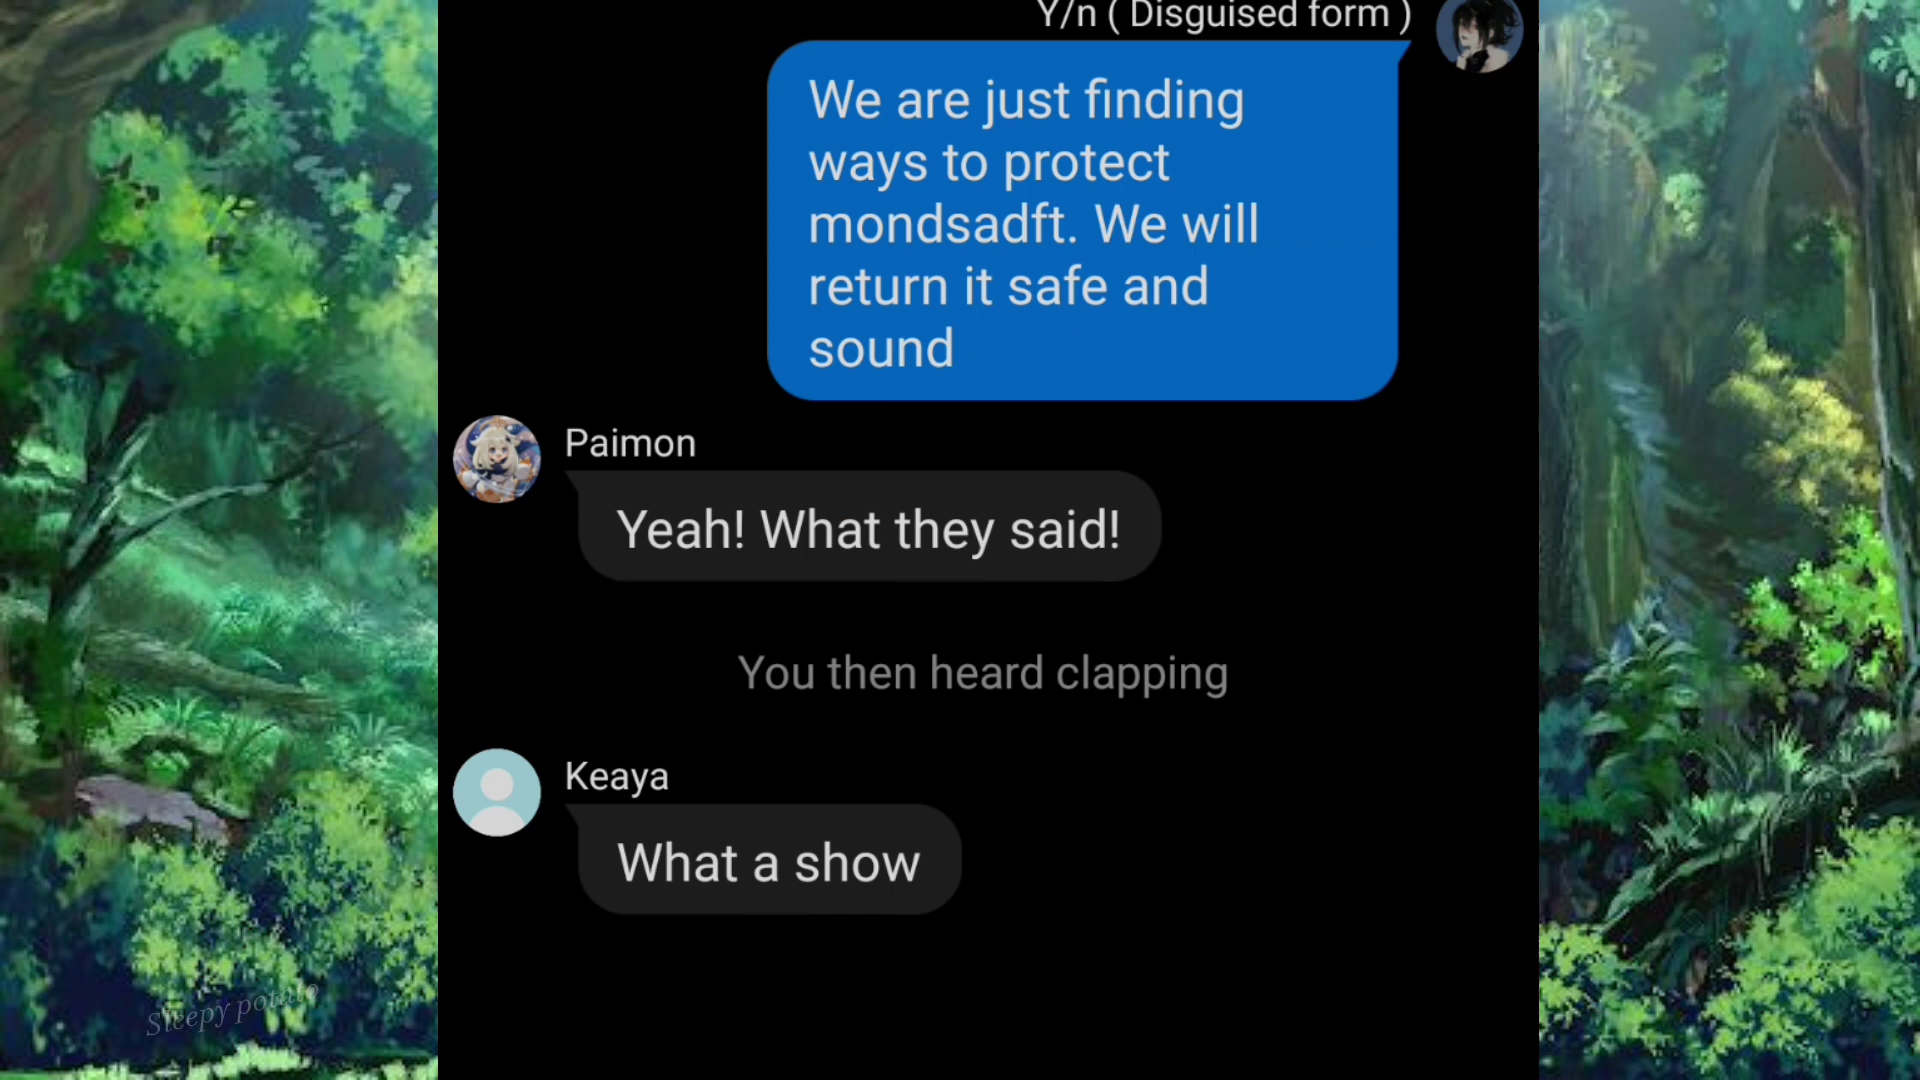 Y/n ( Disguised form )
We are just finding
ways to protect
mondsadft. We will
return it safe and
sound
Paimon
Yeah! What they said!
You then heard clapping
Keaya
What a show
Sleepy potato